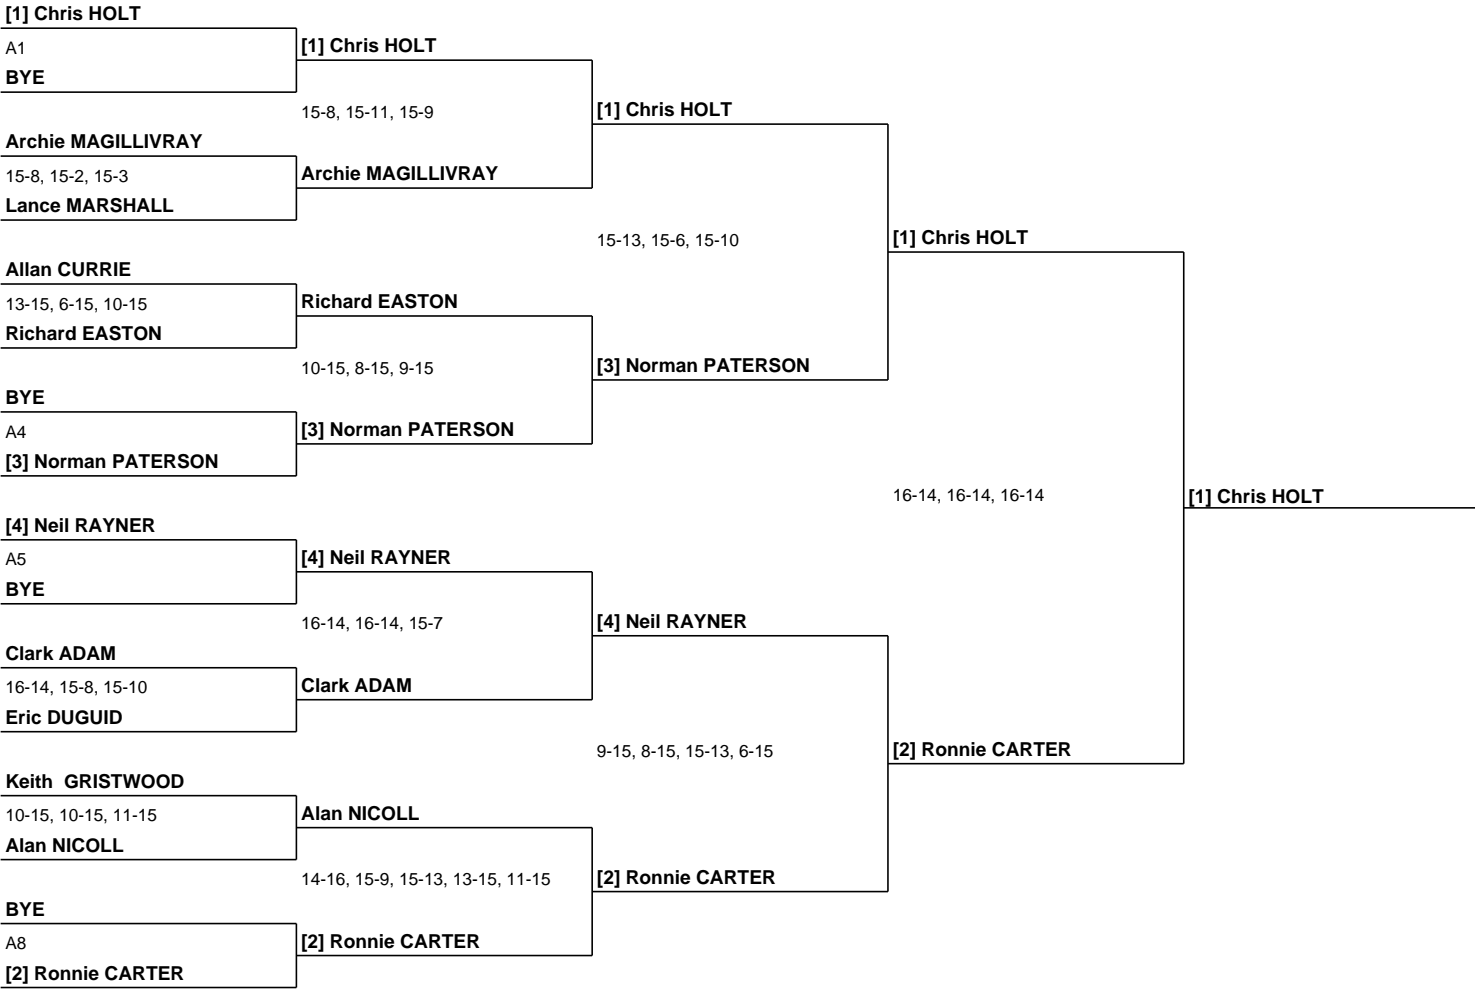 [1] Chris HOLT
A1
BYE
Archie MAGILLIVRAY
15-8, 15-2, 15-3
Lance MARSHALL
Allan CURRIE
13-15, 6-15, 10-15
Richard EASTON
BYE
A4
[3] Norman PATERSON
[4] Neil RAYNER
A5
BYE
Clark ADAM
16-14, 15-8, 15-10
Eric DUGUID
Keith  GRISTWOOD
10-15, 10-15, 11-15
Alan NICOLL
BYE
A8
[2] Ronnie CARTER
[1] Chris HOLT
15-8, 15-11, 15-9
Archie MAGILLIVRAY
Richard EASTON
10-15, 8-15, 9-15
[3] Norman PATERSON
[4] Neil RAYNER
16-14, 16-14, 15-7
Clark ADAM
Alan NICOLL
14-16, 15-9, 15-13, 13-15, 11-15
[2] Ronnie CARTER
[1] Chris HOLT
15-13, 15-6, 15-10
[3] Norman PATERSON
[4] Neil RAYNER
9-15, 8-15, 15-13, 6-15
[2] Ronnie CARTER
[1] Chris HOLT
16-14, 16-14, 16-14
[2] Ronnie CARTER
[1] Chris HOLT